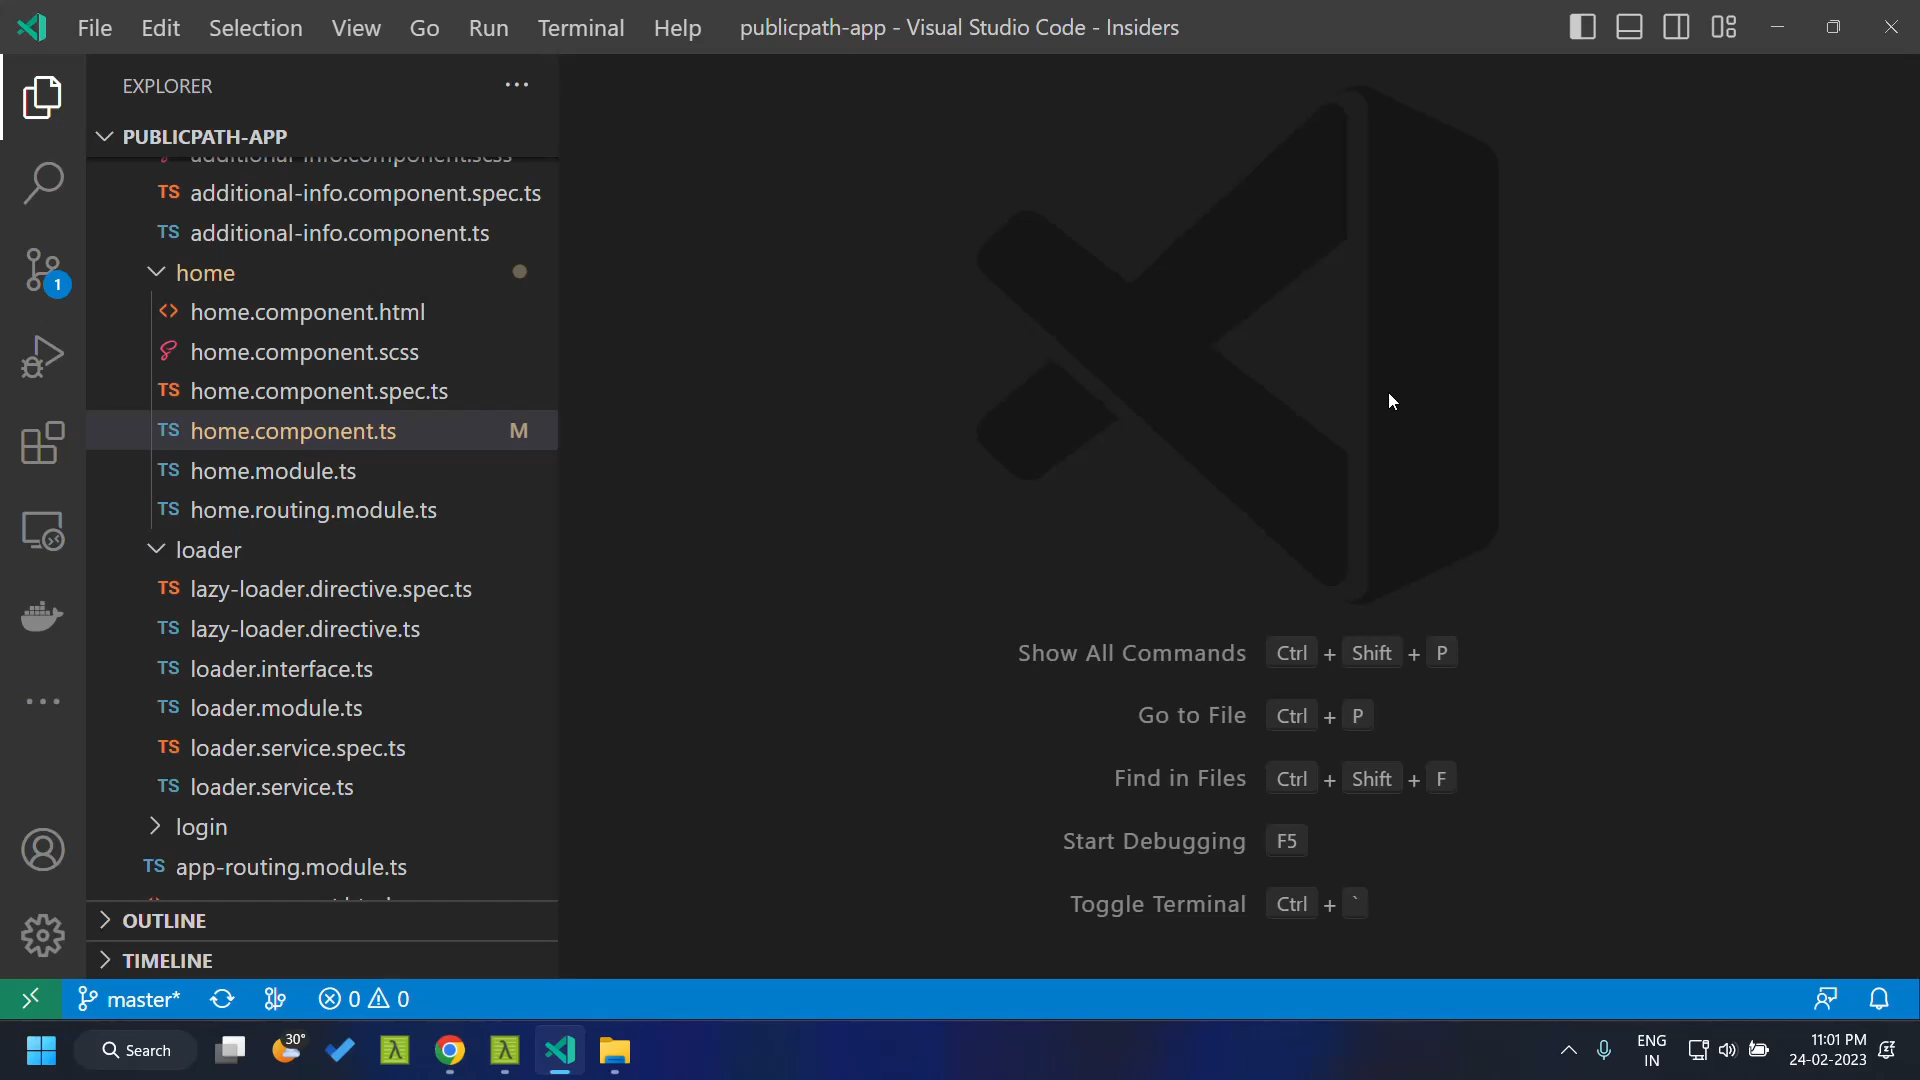 File Edit Selection View Go Run Terminal Help publicpath-app - Visual Studio Code - Insiders
EXPLORER
PUBLICPATH-APP
additional-info.component.scss
TS additional-info.component.spec.ts
TS additional-info.component.ts
home
<> home.component.html
home.component.scss
TS home.component.spec.ts
TS home.component.ts M
TS home.module.ts
TS home.routing.module.ts
loader
TS lazy-loader.directive.spec.ts
TS lazy-loader.directive.ts
TS loader.interface.ts
TS loader.module.ts
TS loader.service.spec.ts
TS loader.service.ts
login
TS app-routing.module.ts
OUTLINE
TIMELINE
1
Show All Commands Ctrl + Shift + P
Go to File Ctrl + P
Find in Files Ctrl + Shift + F
Start Debugging F5
Toggle Terminal Ctrl + `
master* 0 0
Search 30° ENG IN 11:01 PM
24-02-2023